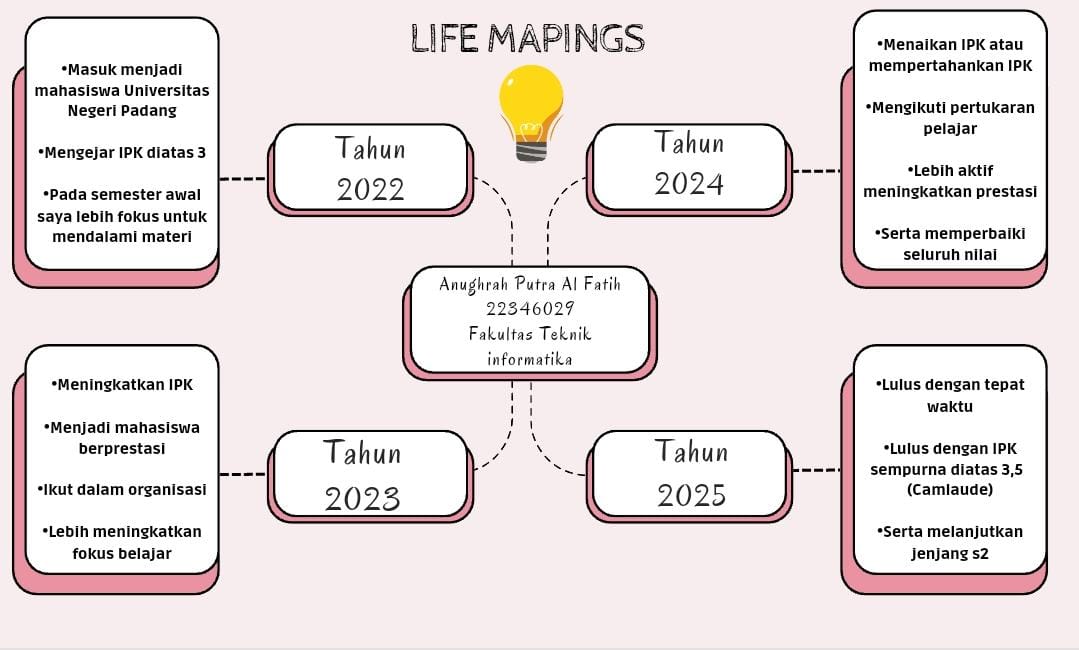 LIFE MAPINGS
•Masuk menjadi
mahasiswa Universitas
Negeri Padang
•Mengejar IPK diatas 3
•Pada semester awal
saya lebih fokus untuk
mendalami materi
Tahun
2022
Tahun
2024
•Menaikan IPK atau
mempertahankan IPK
•Mengikuti pertukaran
pelajar
•Lebih aktif
meningkatkan prestasi
•Serta memperbaiki
seluruh nilai
Anughrah Putra Al Fatih
22346029
Fakultas Teknik
informatika
•Meningkatkan IPK
•Menjadi mahasiswa
berprestasi
•Ikut dalam organisasi
•Lebih meningkatkan
fokus belajar
Tahun
2023
Tahun
2025
•Lulus dengan tepat
waktu
•Lulus dengan IPK
sempurna diatas 3,5
(Camlaude)
•Serta melanjutkan
jenjang s2